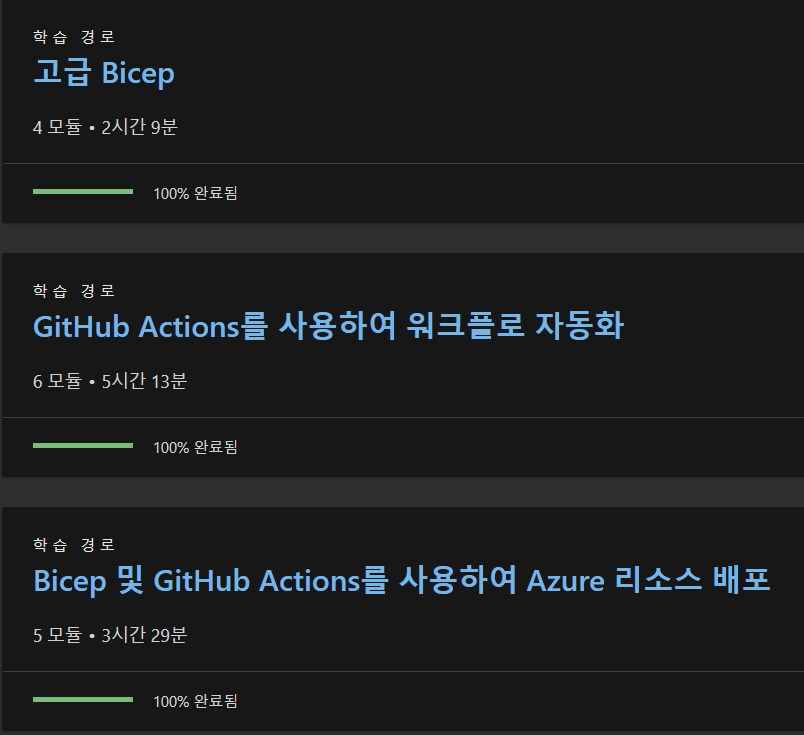 학습 경로
고급 Bicep
4 모듈 • 2시간 9분
100% 완료됨
학습 경로
GitHub Actions를 사용하여 워크플로 자동화
6 모듈 • 5시간 13분
100% 완료됨
학습 경로
Bicep 및 GitHub Actions를 사용하여 Azure 리소스 배포
5 모듈 • 3시간 29분
100% 완료됨